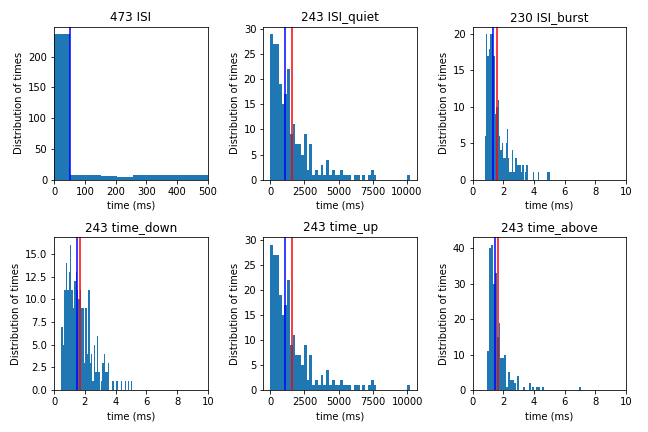 473 ISI
243 ISI_quiet
230 ISI_burst
Distribution of times
200
150
100
50
0
0 100 200 300 400 500
time (ms)
Distribution of times
30
25
20
15
10
5
0
0 2500 5000 7500 10000
time (ms)
Distribution of times
20
15
10
5
0
0 2 4 6 8 10
time (ms)
243 time_down
243 time_up
243 time_above
Distribution of times
15.0
12.5
10.0
7.5
5.0
2.5
0.0
0 2 4 6 8 10
time (ms)
Distribution of times
30
25
20
15
10
5
0
0 2500 5000 7500 10000
time (ms)
Distribution of times
40
30
20
10
0
0 2 4 6 8 10
time (ms)